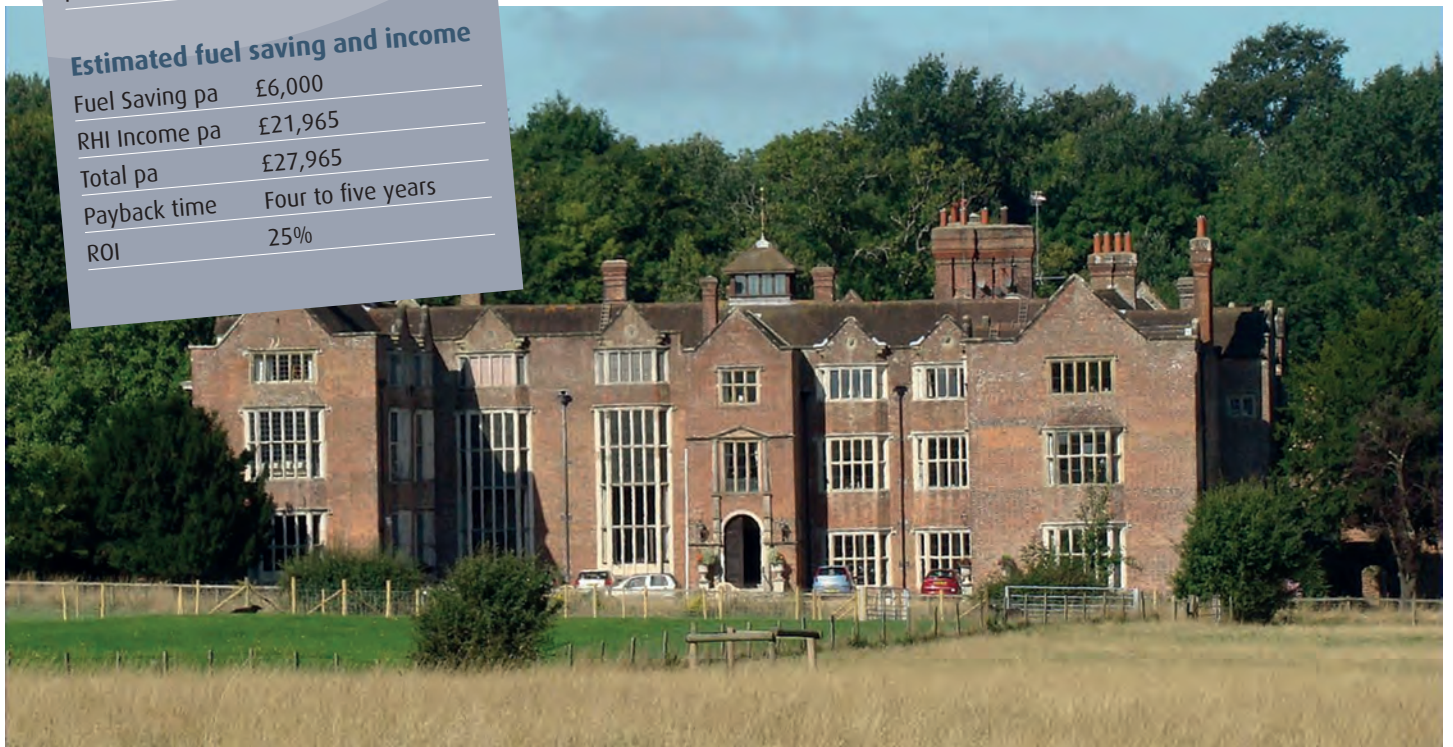 Estimated fuel saving and income
Fuel Saving pa £6,000
RHI Income pa £21,965
Total pa £27,965
Payback time Four to five years
ROI 25%